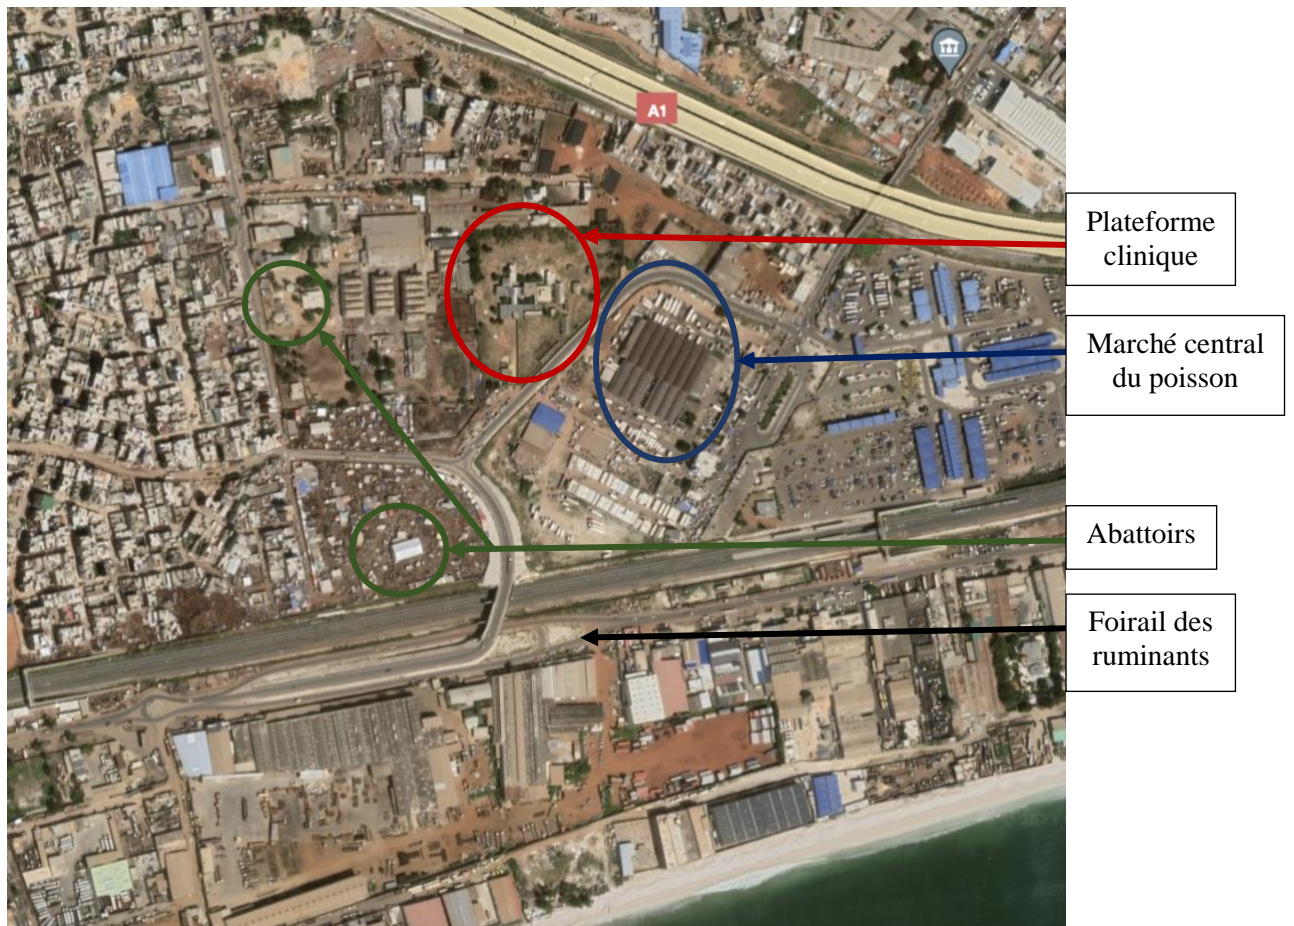 A1
Plateforme
clinique
Marché central
du poisson
Abattoirs
Foirail des
ruminants